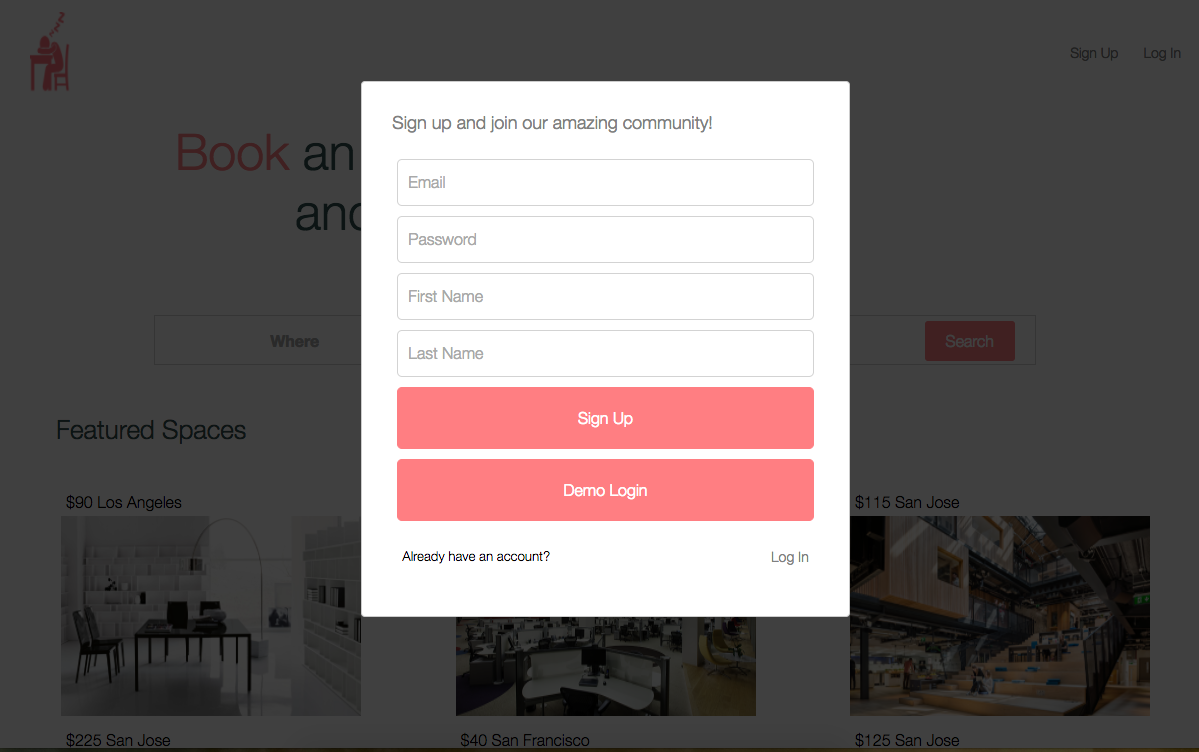 Sign Up Log In
Sign up and join our amazing community!
Book an
and
Email
Password
First Name
Last Name
Where
Search
Sign Up
Featured Spaces
Demo Login
$90 Los Angeles
$115 San Jose
Already have an account? Log In
$225 San Jose
$40 San Francisco
$125 San Jose